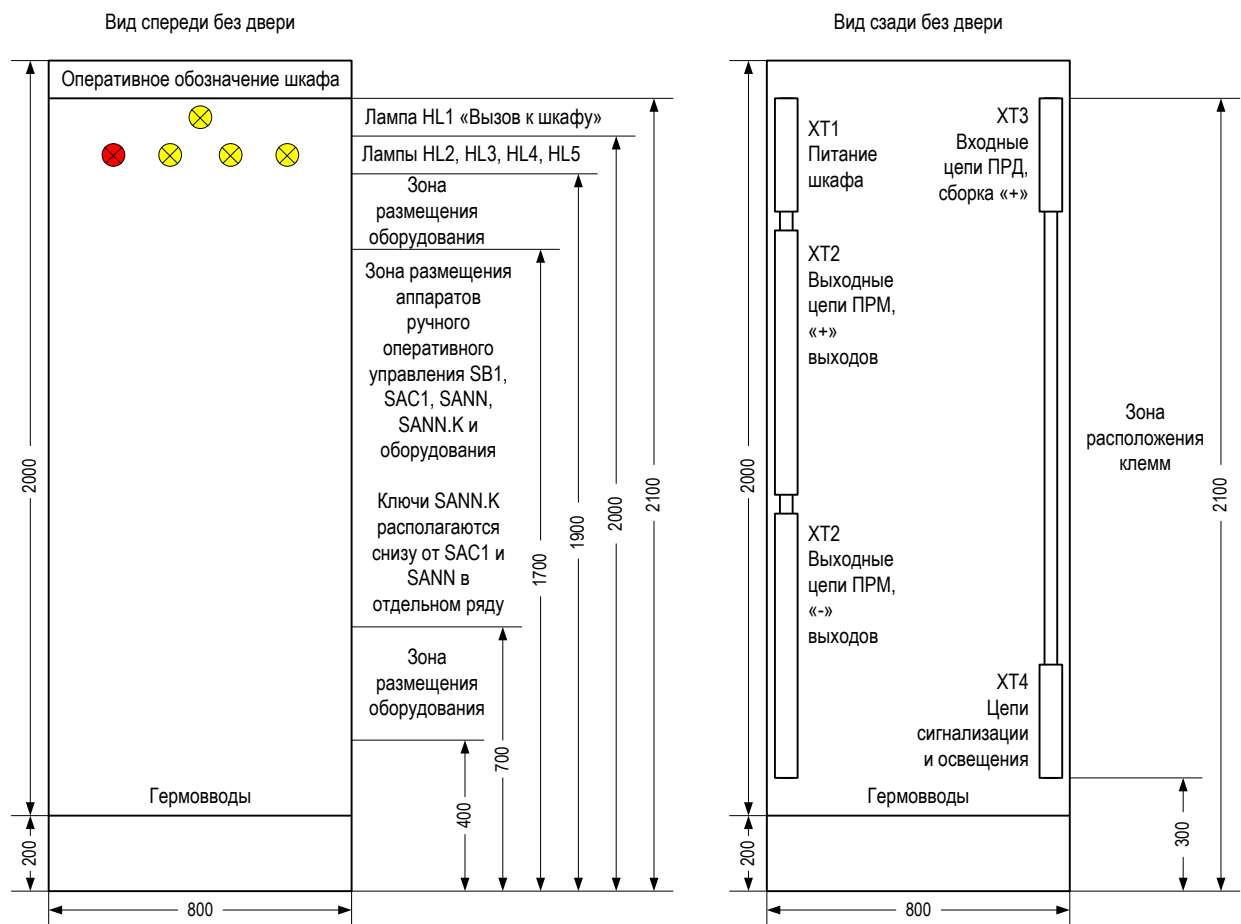 Вид спереди без двери
Оперативное обозначение шкафа
Лампа HL1 «Вызов к шкафу»
Лампы HL2, HL3, HL4, HL5
Зона
размещения
оборудования
Зона размещения
аппаратов
ручного
оперативного
управления SB1,
SAC1, SANN,
SANN.K и
оборудования
Ключи SANN.K
располагаются
снизу от SAC1 и
SANN в
отдельном ряду
Зона
размещения
оборудования
Гермовводы
2000
200
800
400
700
1700
1900
2000
2100
Вид сзади без двери
XT1
Питание
шкафа
XT2
Выходные
цепи ПРМ,
«+»
выходов
XT2
Выходные
цепи ПРМ,
«-»
выходов
XT3
Входные
цепи ПРД,
сборка «+»
XT4
Цепи
сигнализации
и освещения
Гермовводы
Зона
расположения
клемм
2000
200
800
300
2100